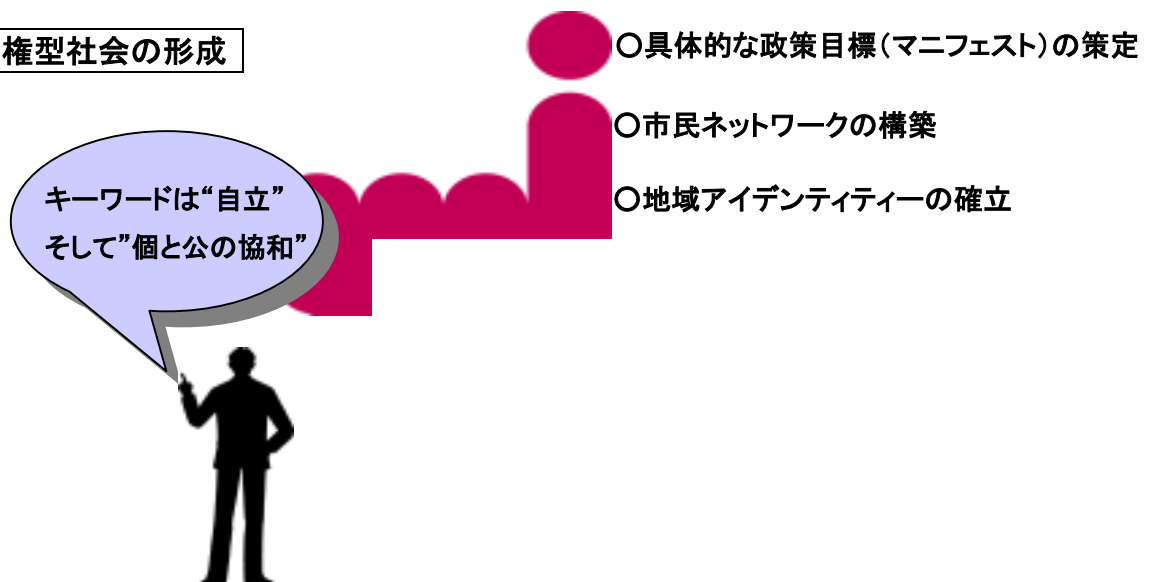 権型社会の形成
〇具体的な政策目標（マニフェスト）の策定
〇市民ネットワークの構築
〇地域アイデンティティーの確立
キーワードは“自立”
そして”個と公の協和”